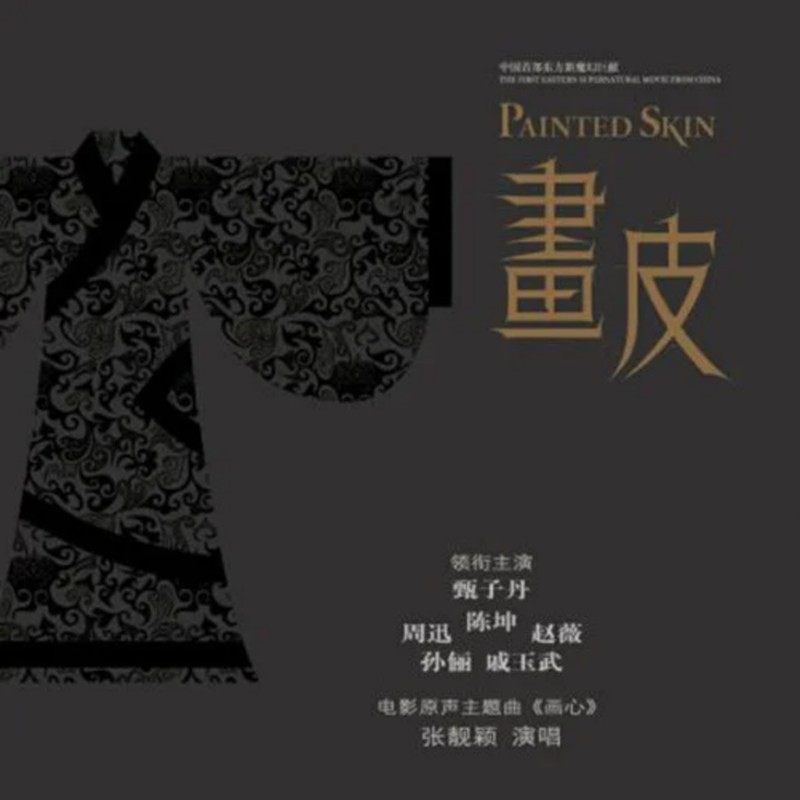 中国首部东方新魔幻巨献
THE FIRST EASTERN SUPERNATURAL MOVIE FROM CHINA
PAINTED SKIN
畫皮
领衔主演
甄子丹
周迅 陈坤 赵薇
孙俪 戚玉武
电影原声主题曲《画心》
张靓颖 演唱